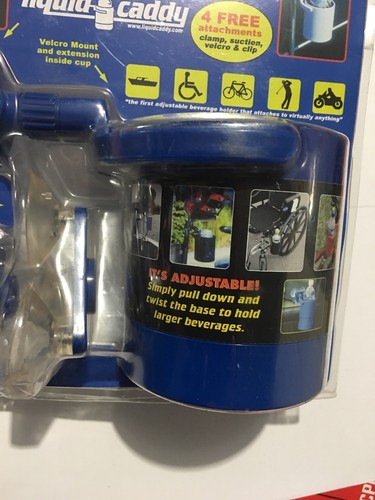 liquid caddy
www.liquidcaddy.com
4 FREE
attachments
clamp, suction,
velcro & clip
Velcro Mount
and extension
inside cup
"the first adjustable beverage holder that attaches to virtually anything"
IT'S ADJUSTABLE!
Simply pull down and
twist the base to hold
larger beverages.